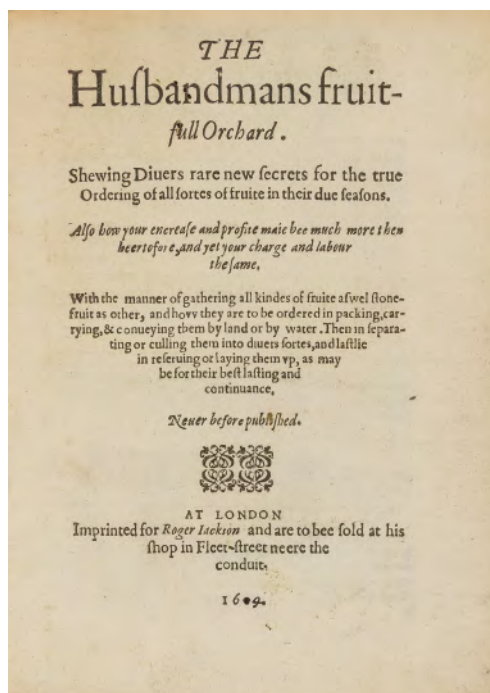 THE
Huſbandmans fruit-
full Orchard.
Shewing Diuers rare new ſecrets for the true
Ordering of all ſortes of fruite in their due ſeaſons.
Alſo how your encreaſe and profite maie bee much more then
heertofore, and yet your charge and labour
the ſame,
With the manner of gathering all kindes of fruite aſwel ſtone-
fruit as other, and hovv they are to be ordered in packing, car-
rying, & conueying them by land or by water. Then in ſepara-
ting or culling them into diuers ſortes, and laſtlie
in reſeruing or laying them vp, as may
be for their beſt laſting and
continuance,
Neuer before publiſhed.
AT LONDON
Imprinted for Roger Iackſon and are to bee ſold at his
ſhop in Fleet-ſtreet neere the
conduit.